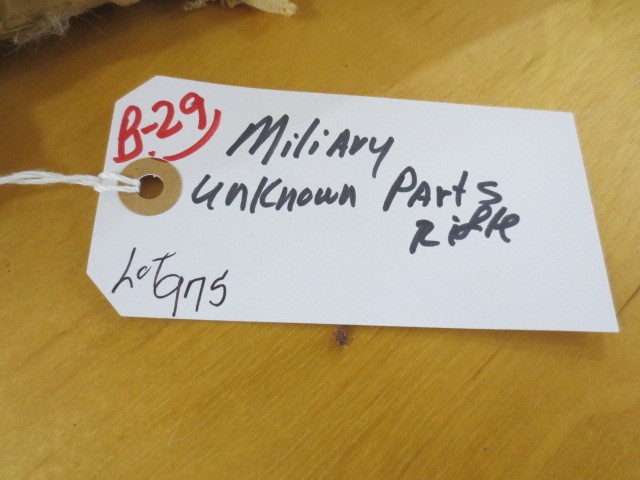 B-29)
Miliary
unknown Parts
Rifle
Lot 975